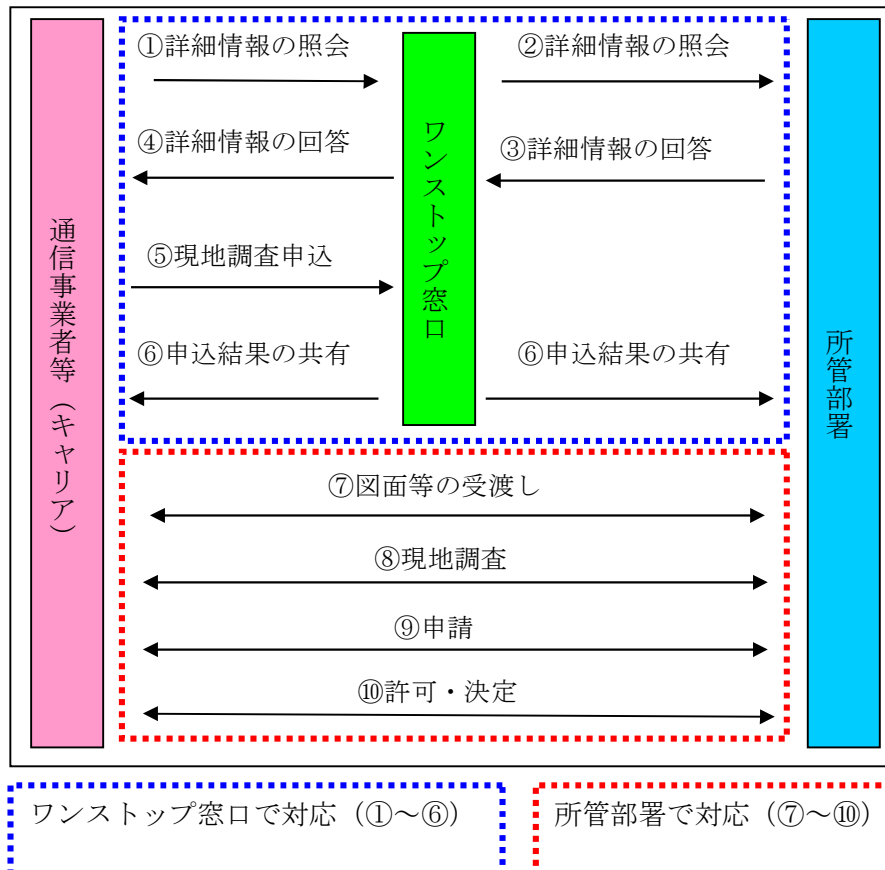 ①詳細情報の照会
②詳細情報の照会
④詳細情報の回答
③詳細情報の回答
⑤現地調査申込
⑥申込結果の共有
⑥申込結果の共有
通信事業者等（キャリア）
ワンストップ窓口
所管部署
⑦図面等の受渡し
⑧現地調査
⑨申請
⑩許可・決定
ワンストップ窓口で対応（①～⑥）
所管部署で対応（⑦～⑩）